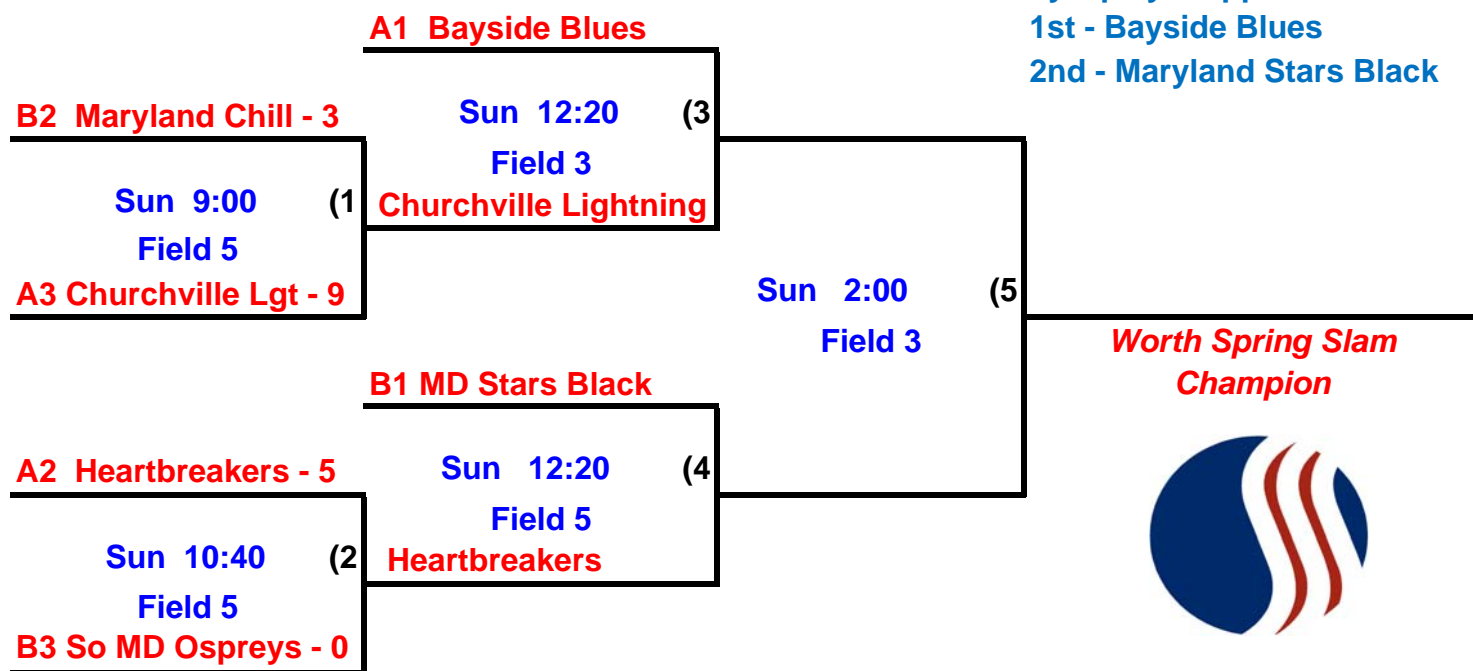 A1 Bayside Blues
1st - Bayside Blues
2nd - Maryland Stars Black
B2 Maryland Chill - 3
Sun 12:20 (3
Field 3
Churchville Lightning
Sun 9:00 (1
Field 5
A3 Churchville Lgt - 9
Sun 2:00 (5
Field 3
Worth Spring Slam
Champion
B1 MD Stars Black
A2 Heartbreakers - 5
Sun 12:20 (4
Field 5
Heartbreakers
Sun 10:40 (2
Field 5
B3 So MD Ospreys - 0